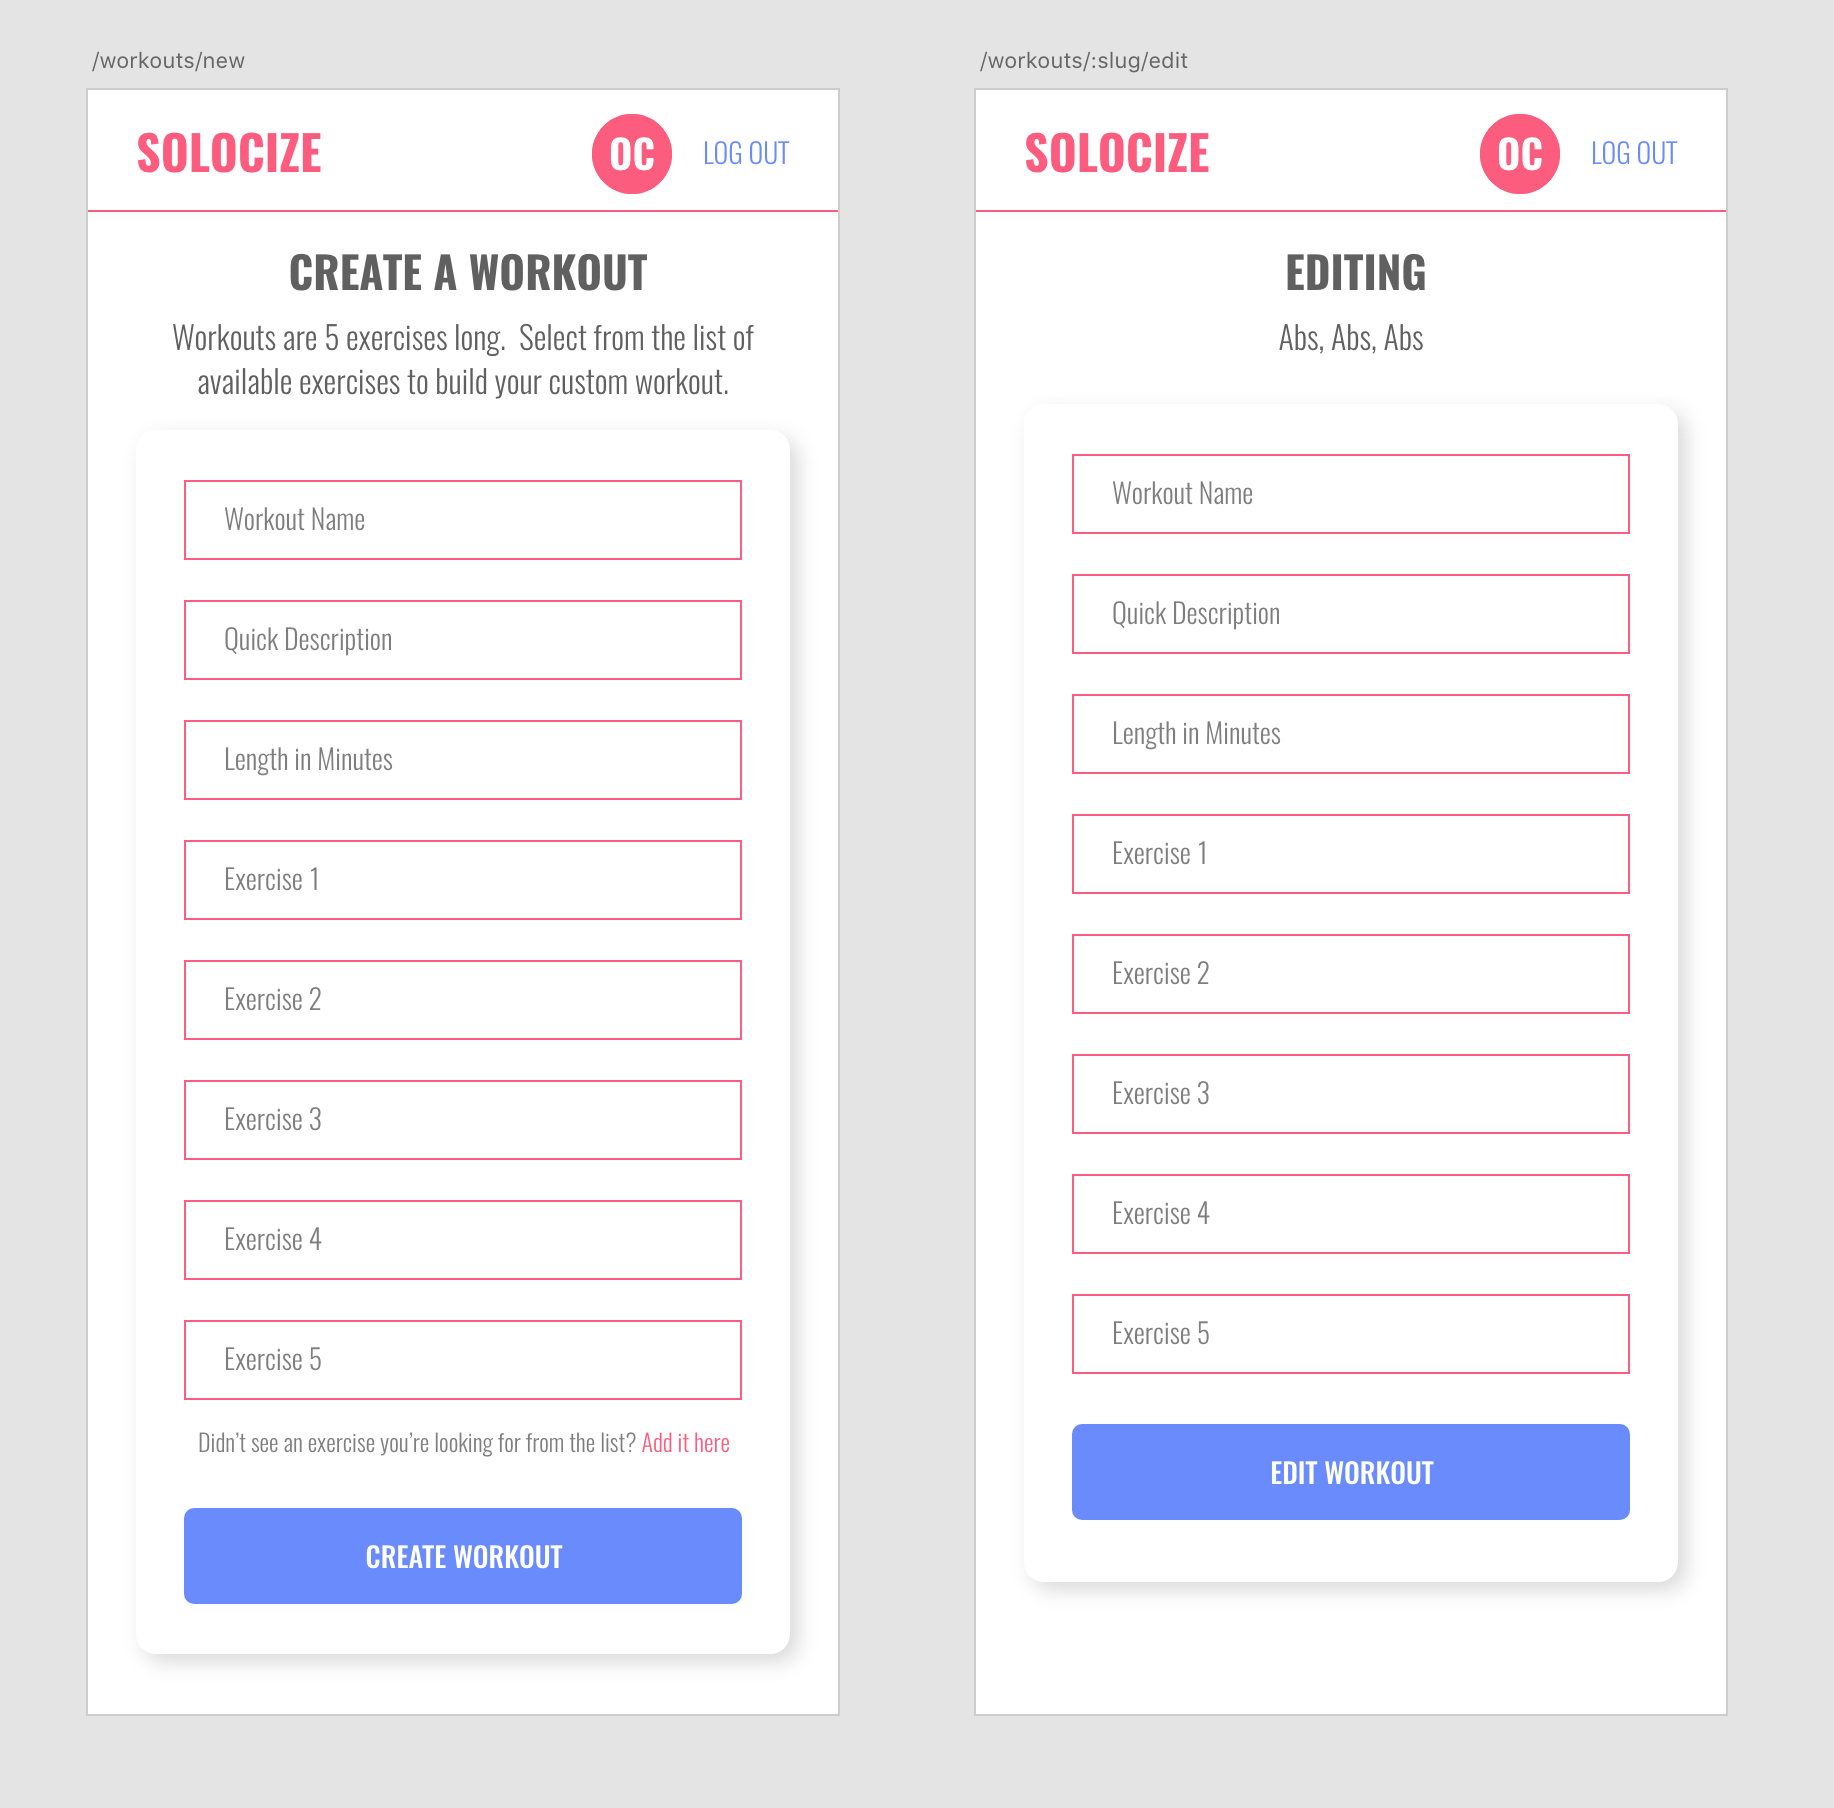 /workouts/new
SOLOCIZE
OC
LOG OUT
CREATE A WORKOUT
Workouts are 5 exercises long.  Select from the list of
available exercises to build your custom workout.
Workout Name
Quick Description
Length in Minutes
Exercise 1
Exercise 2
Exercise 3
Exercise 4
Exercise 5
Didn’t see an exercise you’re looking for from the list? Add it here
CREATE WORKOUT
/workouts/:slug/edit
SOLOCIZE
OC
LOG OUT
EDITING
Abs, Abs, Abs
Workout Name
Quick Description
Length in Minutes
Exercise 1
Exercise 2
Exercise 3
Exercise 4
Exercise 5
EDIT WORKOUT